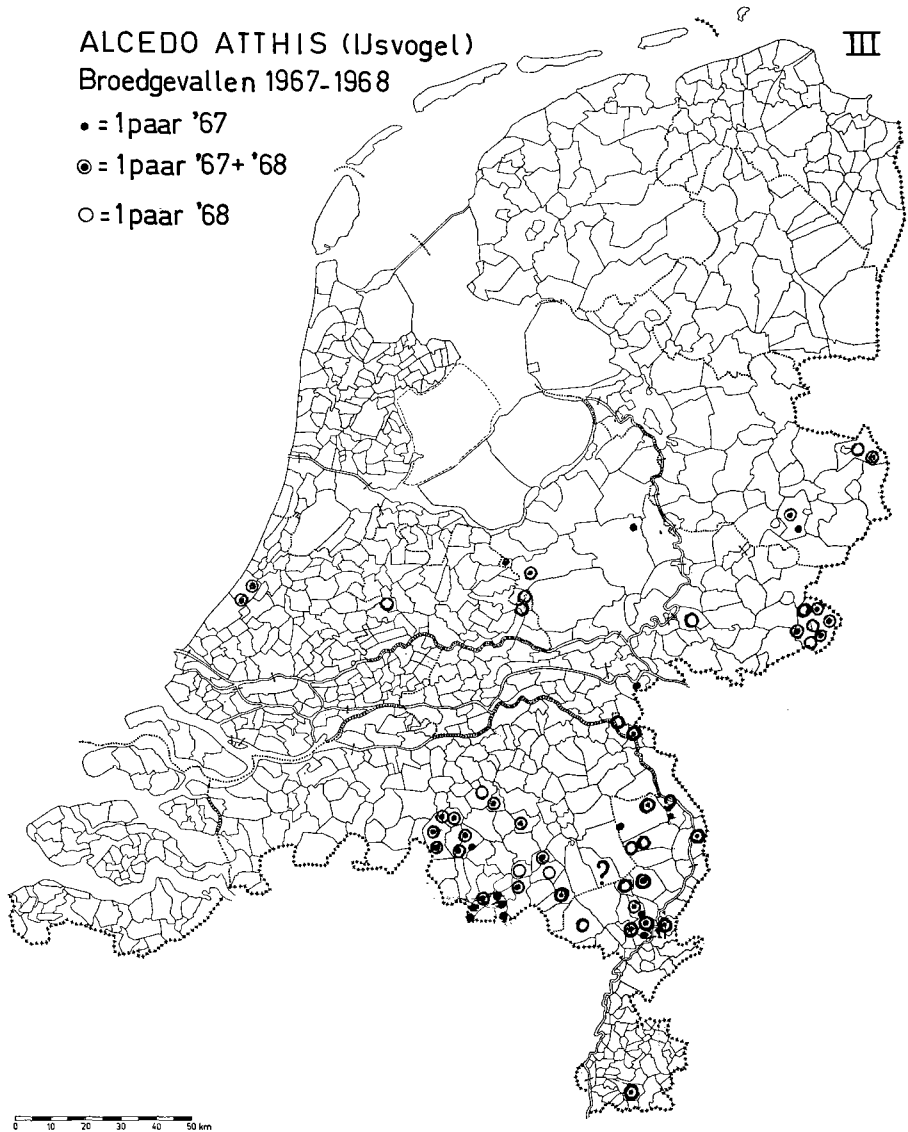 ALCEDO ATTHIS (IJsvogel)
III
Broedgevallen 1967-1968
• = 1 paar '67
◉ = 1 paar '67 + '68
○ = 1 paar '68
?
0 10 20 30 40 50 km